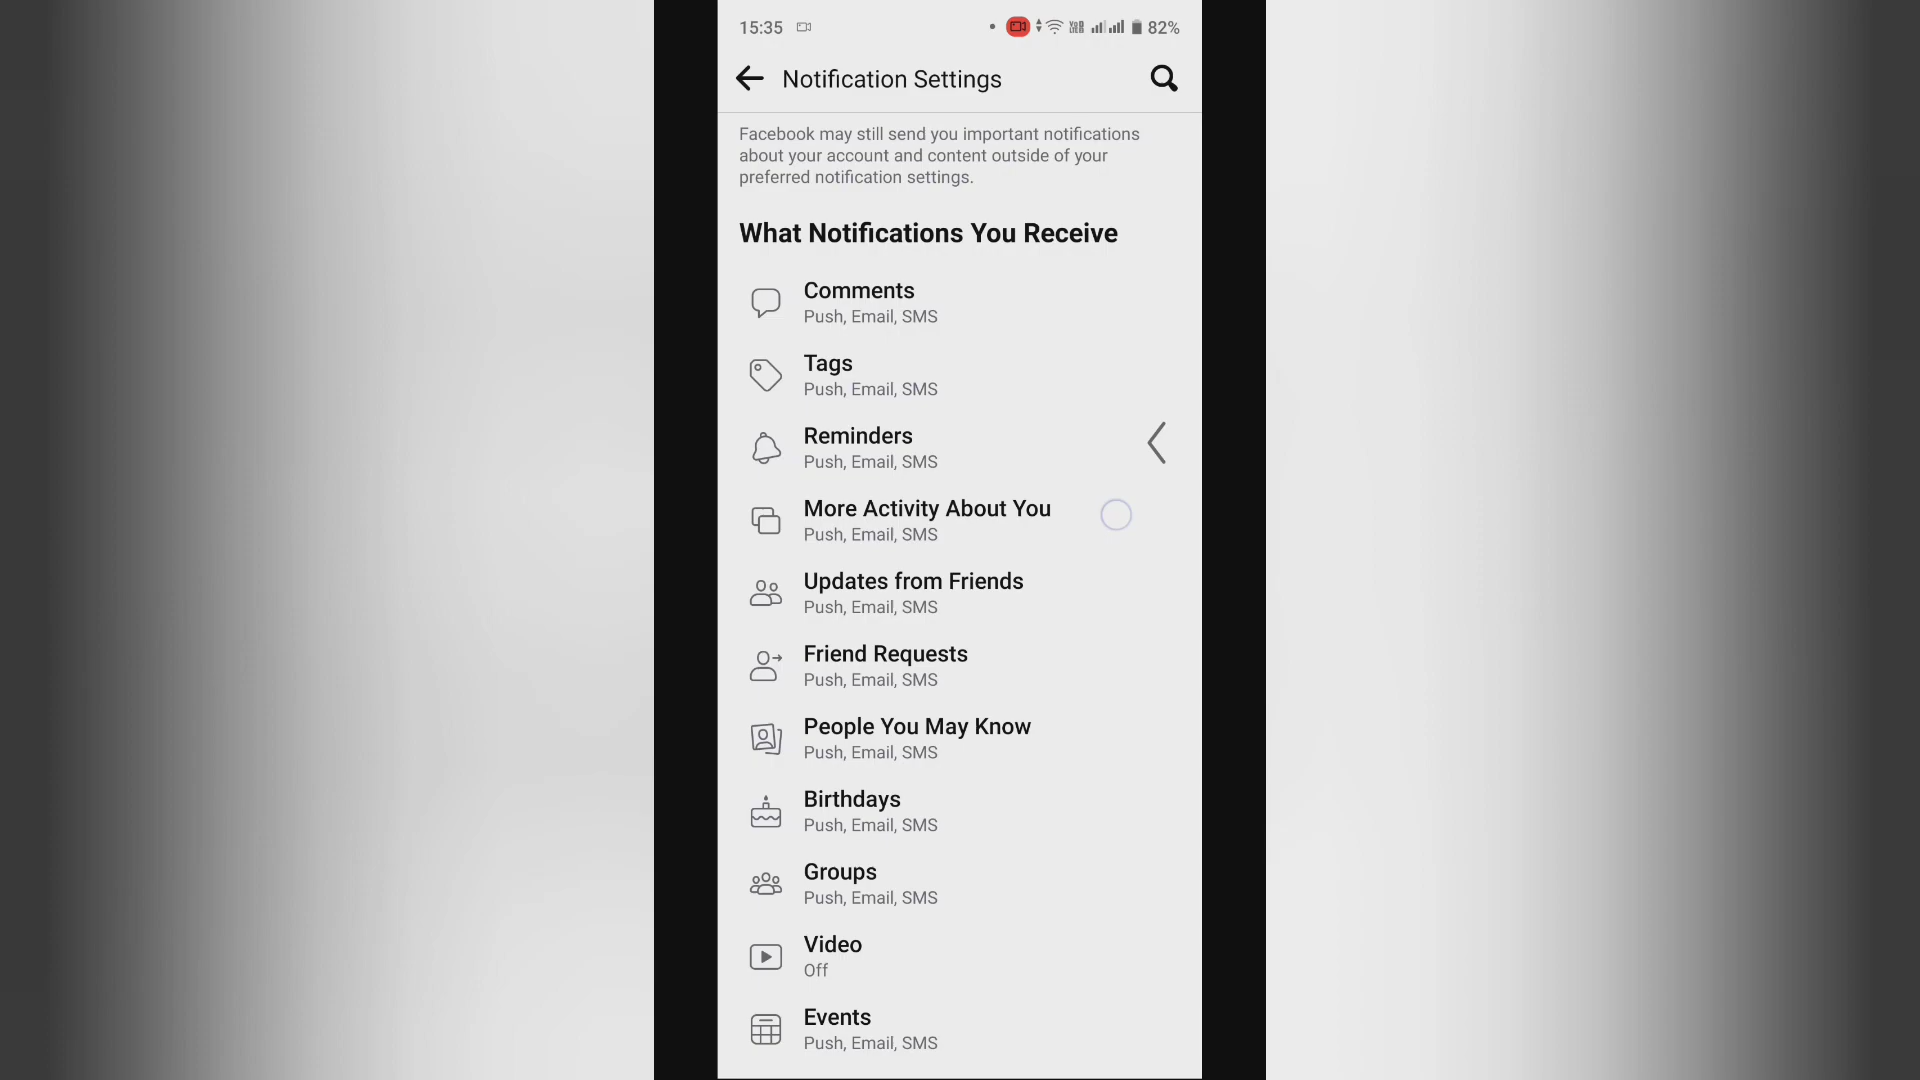 15:35 82%
Notification Settings
Facebook may still send you important notifications
about your account and content outside of your
preferred notification settings.
What Notifications You Receive
Comments
Push, Email, SMS
Tags
Push, Email, SMS
Reminders
Push, Email, SMS
More Activity About You
Push, Email, SMS
Updates from Friends
Push, Email, SMS
Friend Requests
Push, Email, SMS
People You May Know
Push, Email, SMS
Birthdays
Push, Email, SMS
Groups
Push, Email, SMS
Video
Off
Events
Push, Email, SMS